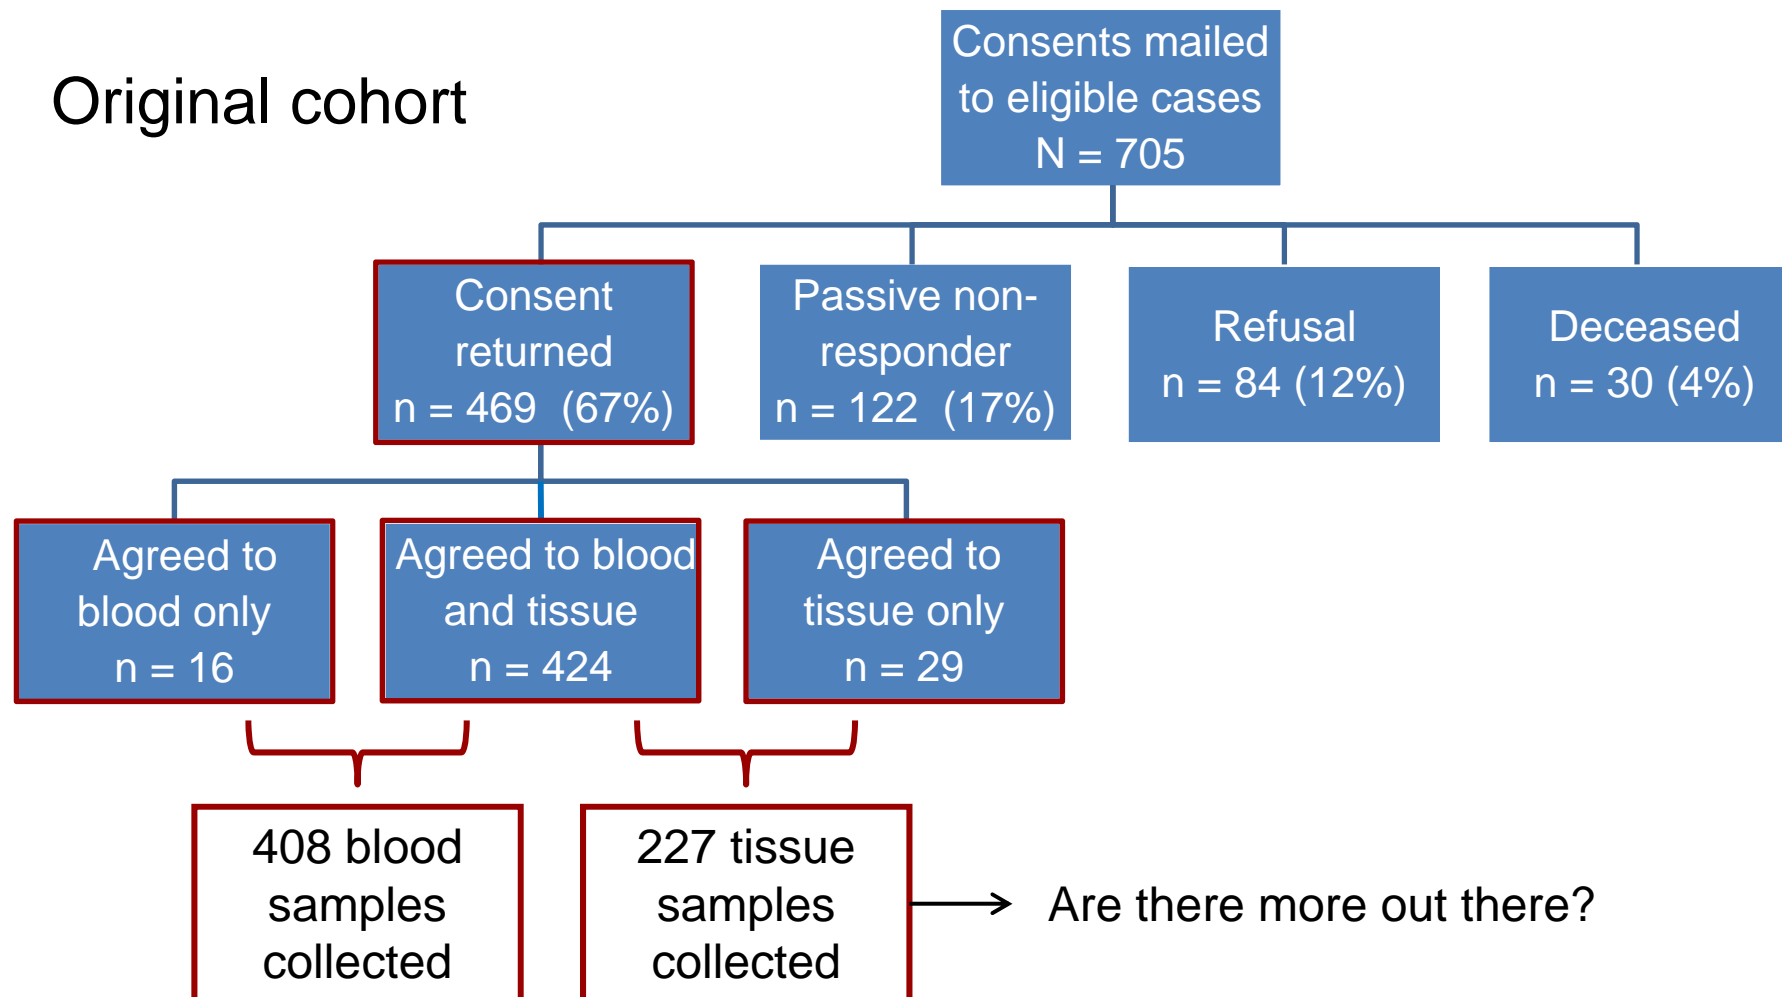 Original cohort
Consents mailed
to eligible cases
N = 705
Consent
returned
n = 469  (67%)
Passive non-
responder
n = 122  (17%)
Refusal
n = 84 (12%)
Deceased
n = 30 (4%)
Agreed to
blood only
n = 16
Agreed to blood
and tissue
n = 424
Agreed to
tissue only
n = 29
408 blood
samples
collected
227 tissue
samples
collected
Are there more out there?